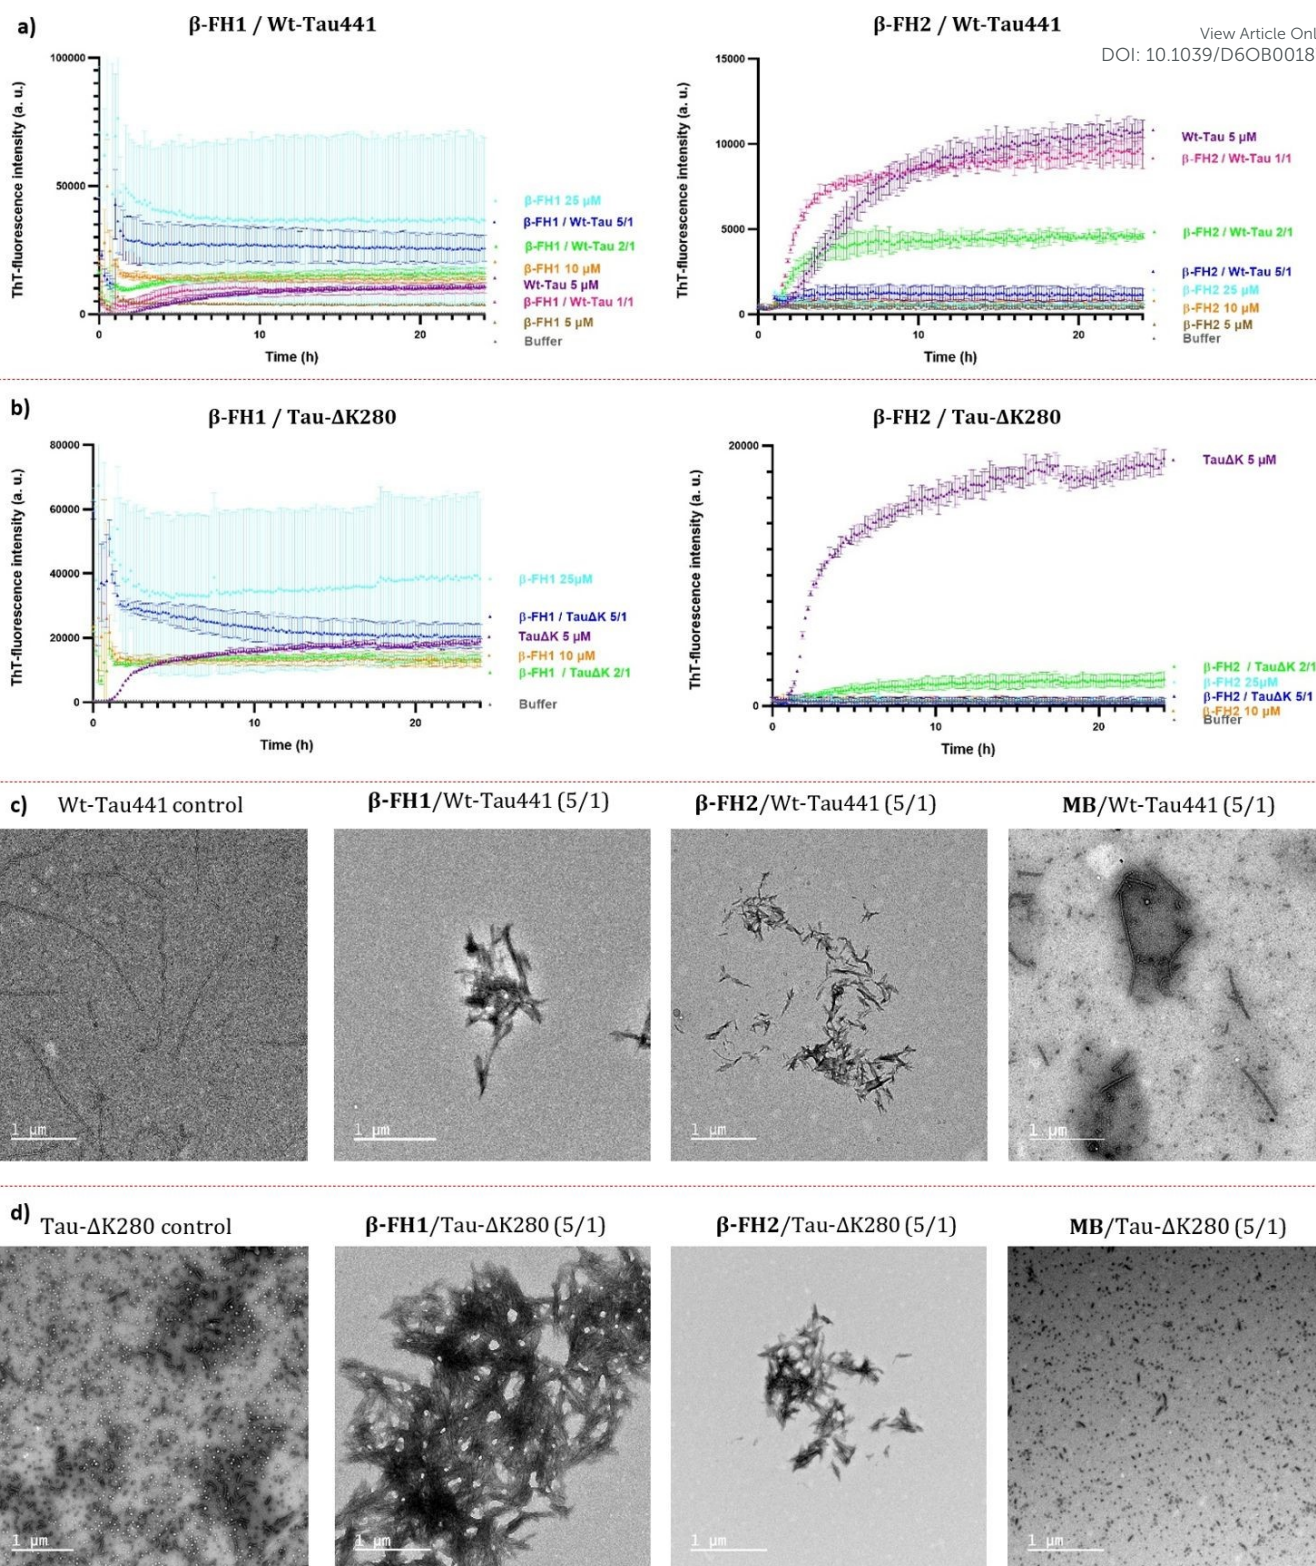 a)
β-FH1 / Wt-Tau441
β-FH2 / Wt-Tau441
View Article Onl
DOI: 10.1039/D6OB0018
ThT-fluorescence intensity (a. u.)
100000
50000
0
0
10
20
Time (h)
β-FH1 25 µM
β-FH1 / Wt-Tau 5/1
β-FH1 / Wt-Tau 2/1
β-FH1 10 µM
Wt-Tau 5 µM
β-FH1 / Wt-Tau 1/1
β-FH1 5 µM
Buffer
ThT-fluorescence intensity (a. u.)
15000
10000
5000
0
0
10
20
Time (h)
Wt-Tau 5 µM
β-FH2 / Wt-Tau 1/1
β-FH2 / Wt-Tau 2/1
β-FH2 / Wt-Tau 5/1
β-FH2 25 µM
β-FH2 10 µM
β-FH2 5 µM
Buffer
b)
β-FH1 / Tau-ΔK280
β-FH2 / Tau-ΔK280
ThT-fluorescence intensity (a. u.)
80000
60000
40000
20000
0
0
10
20
Time (h)
β-FH1 25µM
β-FH1 / TauΔK 5/1
TauΔK 5 µM
β-FH1 10 µM
β-FH1 / TauΔK 2/1
Buffer
ThT-fluorescence intensity (a. u.)
20000
0
0
10
20
Time (h)
TauΔK 5 µM
β-FH2 / TauΔK 2/1
β-FH2 25µM
β-FH2 / TauΔK 5/1
β-FH2 10 µM
Buffer
c)
Wt-Tau441 control
β-FH1/Wt-Tau441 (5/1)
β-FH2/Wt-Tau441 (5/1)
MB/Wt-Tau441 (5/1)
1 µm
1 µm
1 µm
1 µm
d)
Tau-ΔK280 control
β-FH1/Tau-ΔK280 (5/1)
β-FH2/Tau-ΔK280 (5/1)
MB/Tau-ΔK280 (5/1)
1 µm
1 µm
1 µm
1 µm